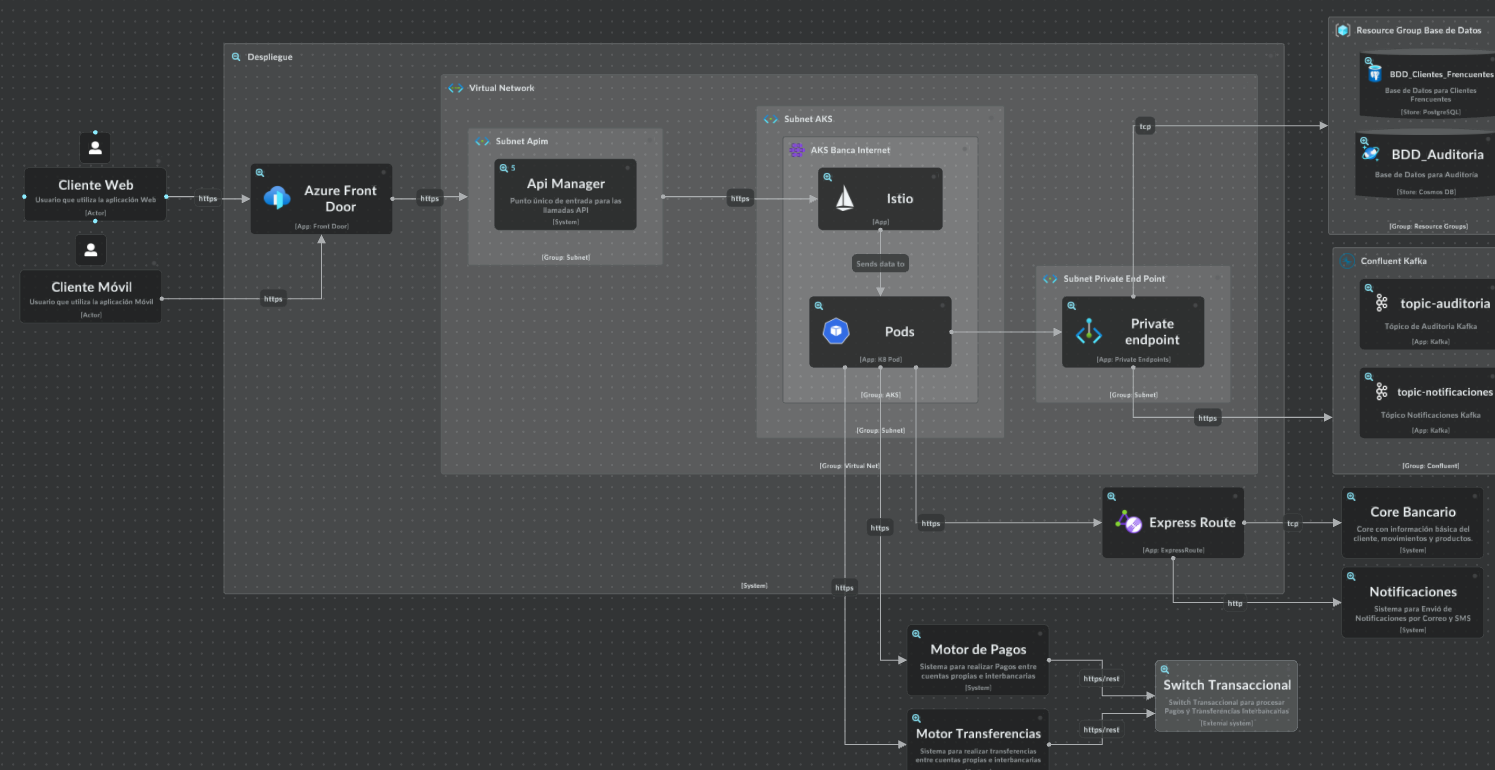 Resource Group Base de Datos
BDD_Clientes_Frencuentes
Base de Datos para Clientes
Frencuentes
[Store: PostgreSQL]
BDD_Auditoria
Base de Datos para Auditoría
[Store: Cosmos DB]
[Group: Resource Groups]
Despliegue
Virtual Network
Subnet Apim
5
Api Manager
Punto único de entrada para las
llamadas API
[System]
[Group: Subnet]
Subnet AKS
AKS Banca Internet
Istio
[App]
Sends data to
Pods
[App: K8 Pod]
[Group: AKS]
[Group: Subnet]
[Group: Virtual Net]
Cliente Web
Usuario que utiliza la aplicación Web
[Actor]
https
Azure Front
Door
[App: Front Door]
https
https
tcp
Cliente Móvil
Usuario que utiliza la aplicación Móvil
[Actor]
https
Subnet Private End Point
Private
endpoint
[App: Private Endpoints]
[Group: Subnet]
https
Confluent Kafka
topic-auditoria
Tópico de Auditoria Kafka
[App: Kafka]
topic-notificaciones
Tópico Notificaciones Kafka
[App: Kafka]
[Group: Confluent]
https
https
https
Express Route
[App: ExpressRoute]
tcp
http
Core Bancario
Core con información básica del
cliente, movimientos y productos.
[System]
Notificaciones
Sistema para Envió de
Notificaciones por Correo y SMS
[System]
[System]
Motor de Pagos
Sistema para realizar Pagos entre
cuentas propias e interbancarias
[System]
https/rest
Switch Transaccional
Switch Transaccional para procesar
Pagos y Transferencias Interbancarias
[External system]
https/rest
Motor Transferencias
Sistema para realizar transferencias
entre cuentas propias e interbancarias